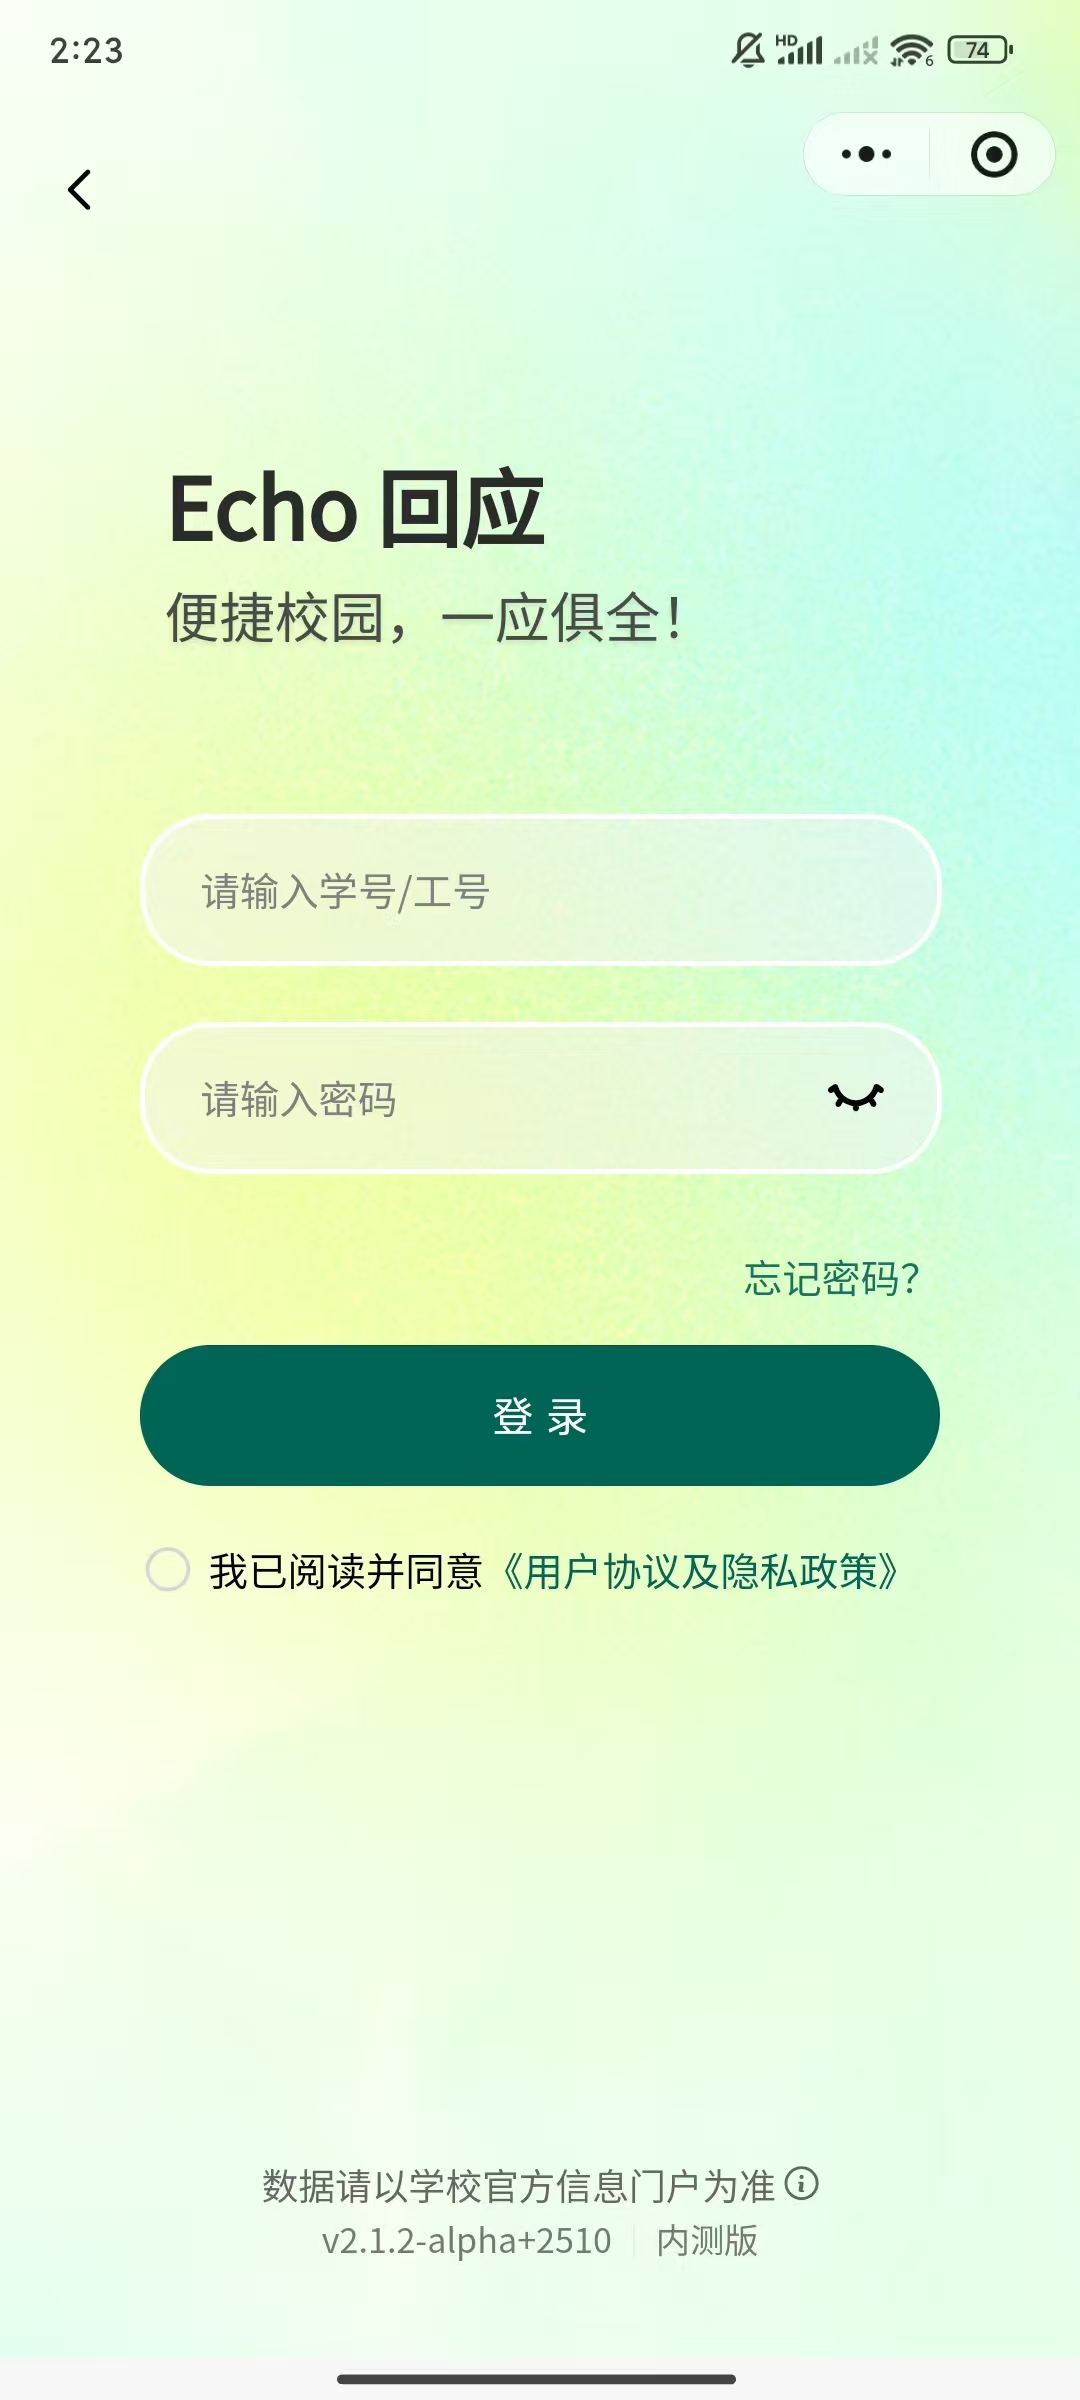 2:23
HD
6
74
Echo 回应
便捷校园，一应俱全！
请输入学号/工号
请输入密码
忘记密码？
登 录
我已阅读并同意《用户协议及隐私政策》
数据请以学校官方信息门户为准
v2.1.2-alpha+2510 内测版